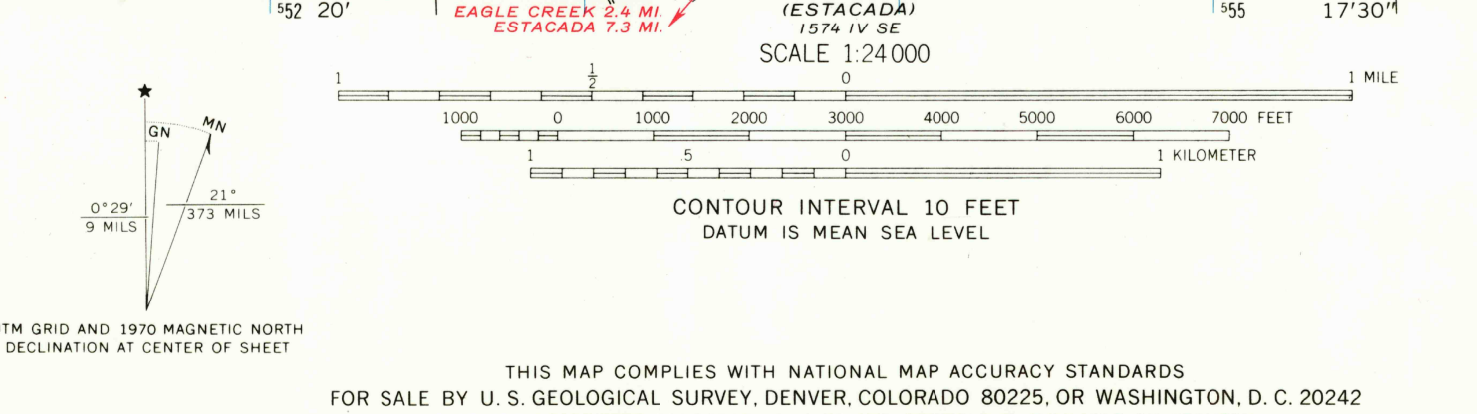 552 20'
EAGLE CREEK 2.4 MI.
ESTACADA 7.3 MI.
(ESTACADA)
1574 IV SE
555 17'30"
SCALE 1:24 000
1 1/2 0 1 MILE
1000 0 1000 2000 3000 4000 5000 6000 7000 FEET
1 .5 0 1 KILOMETER
CONTOUR INTERVAL 10 FEET
DATUM IS MEAN SEA LEVEL
★
GN MN
0°29'
9 MILS
21°
373 MILS
TM GRID AND 1970 MAGNETIC NORTH
DECLINATION AT CENTER OF SHEET
THIS MAP COMPLIES WITH NATIONAL MAP ACCURACY STANDARDS
FOR SALE BY U. S. GEOLOGICAL SURVEY, DENVER, COLORADO 80225, OR WASHINGTON, D. C. 20242